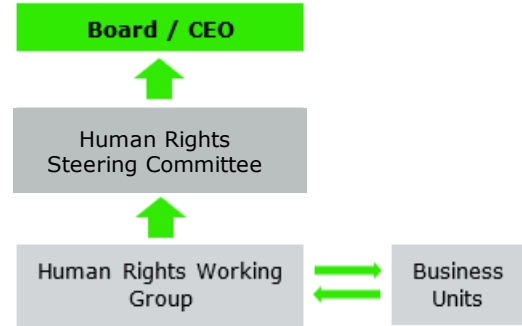 Board / CEO
Human Rights
Steering Committee
Human Rights Working
Group
Business
Units